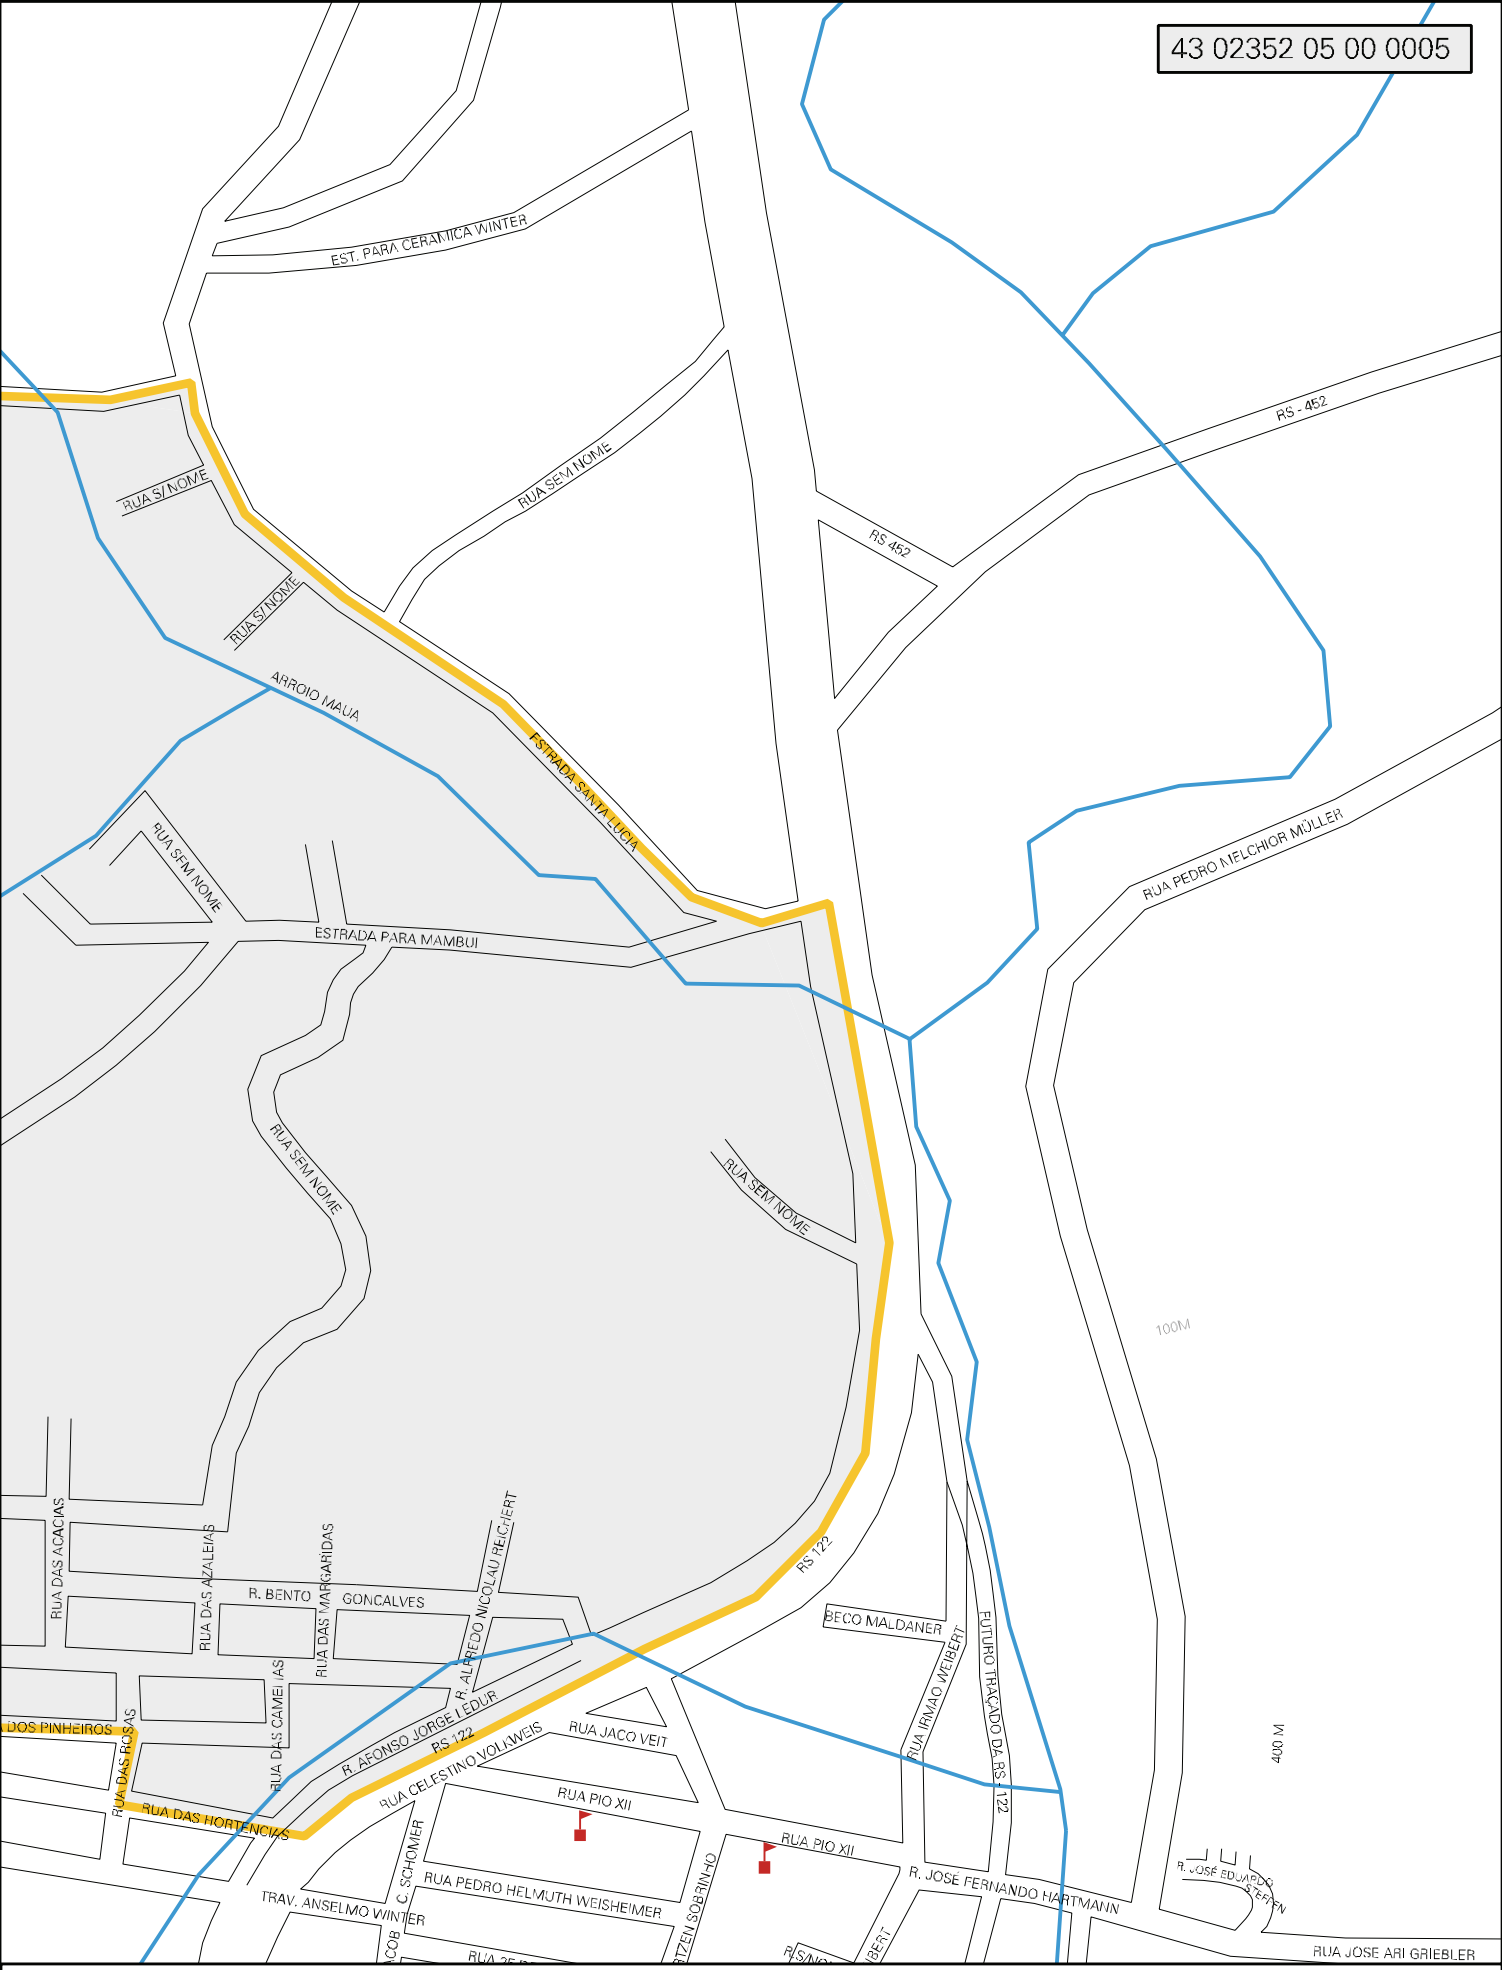 43 02352 05 00 0005
EST. PARA CERAMICA WINTER
RS - 452
RUA SEM NOME
RUA S/ NOME
RS 452
RUA S/ NOME
ARROIO MAUA
ESTRADA SANTA LUCIA
RUA SEM NOME
RUA PEDRO MELCHIOR MÜLLER
ESTRADA PARA MAMBUI
RUA SEM NOME
RUA SEM NOME
100M
RUA DAS ACACIAS
RUA DAS AZALEIAS
RUA DAS MARGARIDAS
R. ALFREDO NICOLAU REICHERT
RS 122
R. BENTO GONCALVES
BECO MALDANER
RUA IRMAO WEIBERT
FUTURO TRAÇADO DA RS - 122
RUA DAS CAMELIAS
R. AFONSO JORGE LEDUR
RS 122
DOS PINHEIROS
RUA DAS ROSAS
RUA JACO VEIT
400 M
RUA CELESTINO VOLKWEIS
RUA PIO XII
RUA DAS HORTENCIAS
RUA PIO XII
C. SCHOMER
R. JOSÉ FERNANDO HARTMANN
R. JOSÉ EDUARDO
STEFFEN
RUA PEDRO HELMUTH WEISHEIMER
TRAV. ANSELMO WINTER
SOBRINHO
RUA JOSE ARI GRIEBLER